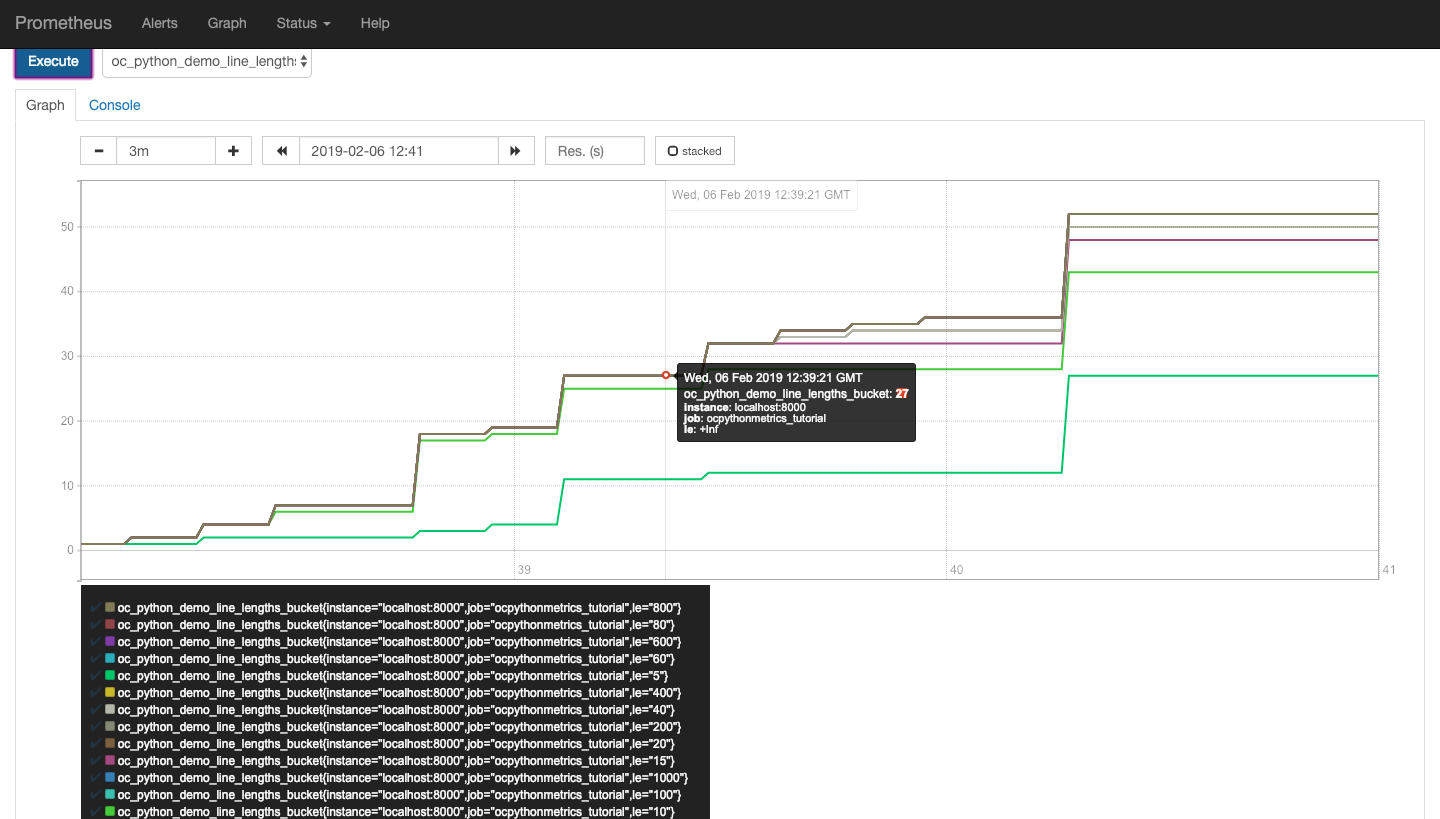 Prometheus Alerts Graph Status Help
Execute oc_python_demo_line_lengths
Graph Console
3m 2019-02-06 12:41 Res. (s) stacked
Wed, 06 Feb 2019 12:39:21 GMT
50
40
30
20
10
0
Wed, 06 Feb 2019 12:39:21 GMT
oc_python_demo_line_lengths_bucket: 27
instance: localhost:8000
job: ocpythonmetrics_tutorial
le: +Inf
39 40 41
oc_python_demo_line_lengths_bucket{instance="localhost:8000",job="ocpythonmetrics_tutorial",le="800"}
oc_python_demo_line_lengths_bucket{instance="localhost:8000",job="ocpythonmetrics_tutorial",le="80"}
oc_python_demo_line_lengths_bucket{instance="localhost:8000",job="ocpythonmetrics_tutorial",le="600"}
oc_python_demo_line_lengths_bucket{instance="localhost:8000",job="ocpythonmetrics_tutorial",le="60"}
oc_python_demo_line_lengths_bucket{instance="localhost:8000",job="ocpythonmetrics_tutorial",le="5"}
oc_python_demo_line_lengths_bucket{instance="localhost:8000",job="ocpythonmetrics_tutorial",le="400"}
oc_python_demo_line_lengths_bucket{instance="localhost:8000",job="ocpythonmetrics_tutorial",le="40"}
oc_python_demo_line_lengths_bucket{instance="localhost:8000",job="ocpythonmetrics_tutorial",le="200"}
oc_python_demo_line_lengths_bucket{instance="localhost:8000",job="ocpythonmetrics_tutorial",le="20"}
oc_python_demo_line_lengths_bucket{instance="localhost:8000",job="ocpythonmetrics_tutorial",le="15"}
oc_python_demo_line_lengths_bucket{instance="localhost:8000",job="ocpythonmetrics_tutorial",le="1000"}
oc_python_demo_line_lengths_bucket{instance="localhost:8000",job="ocpythonmetrics_tutorial",le="100"}
oc_python_demo_line_lengths_bucket{instance="localhost:8000",job="ocpythonmetrics_tutorial",le="10"}